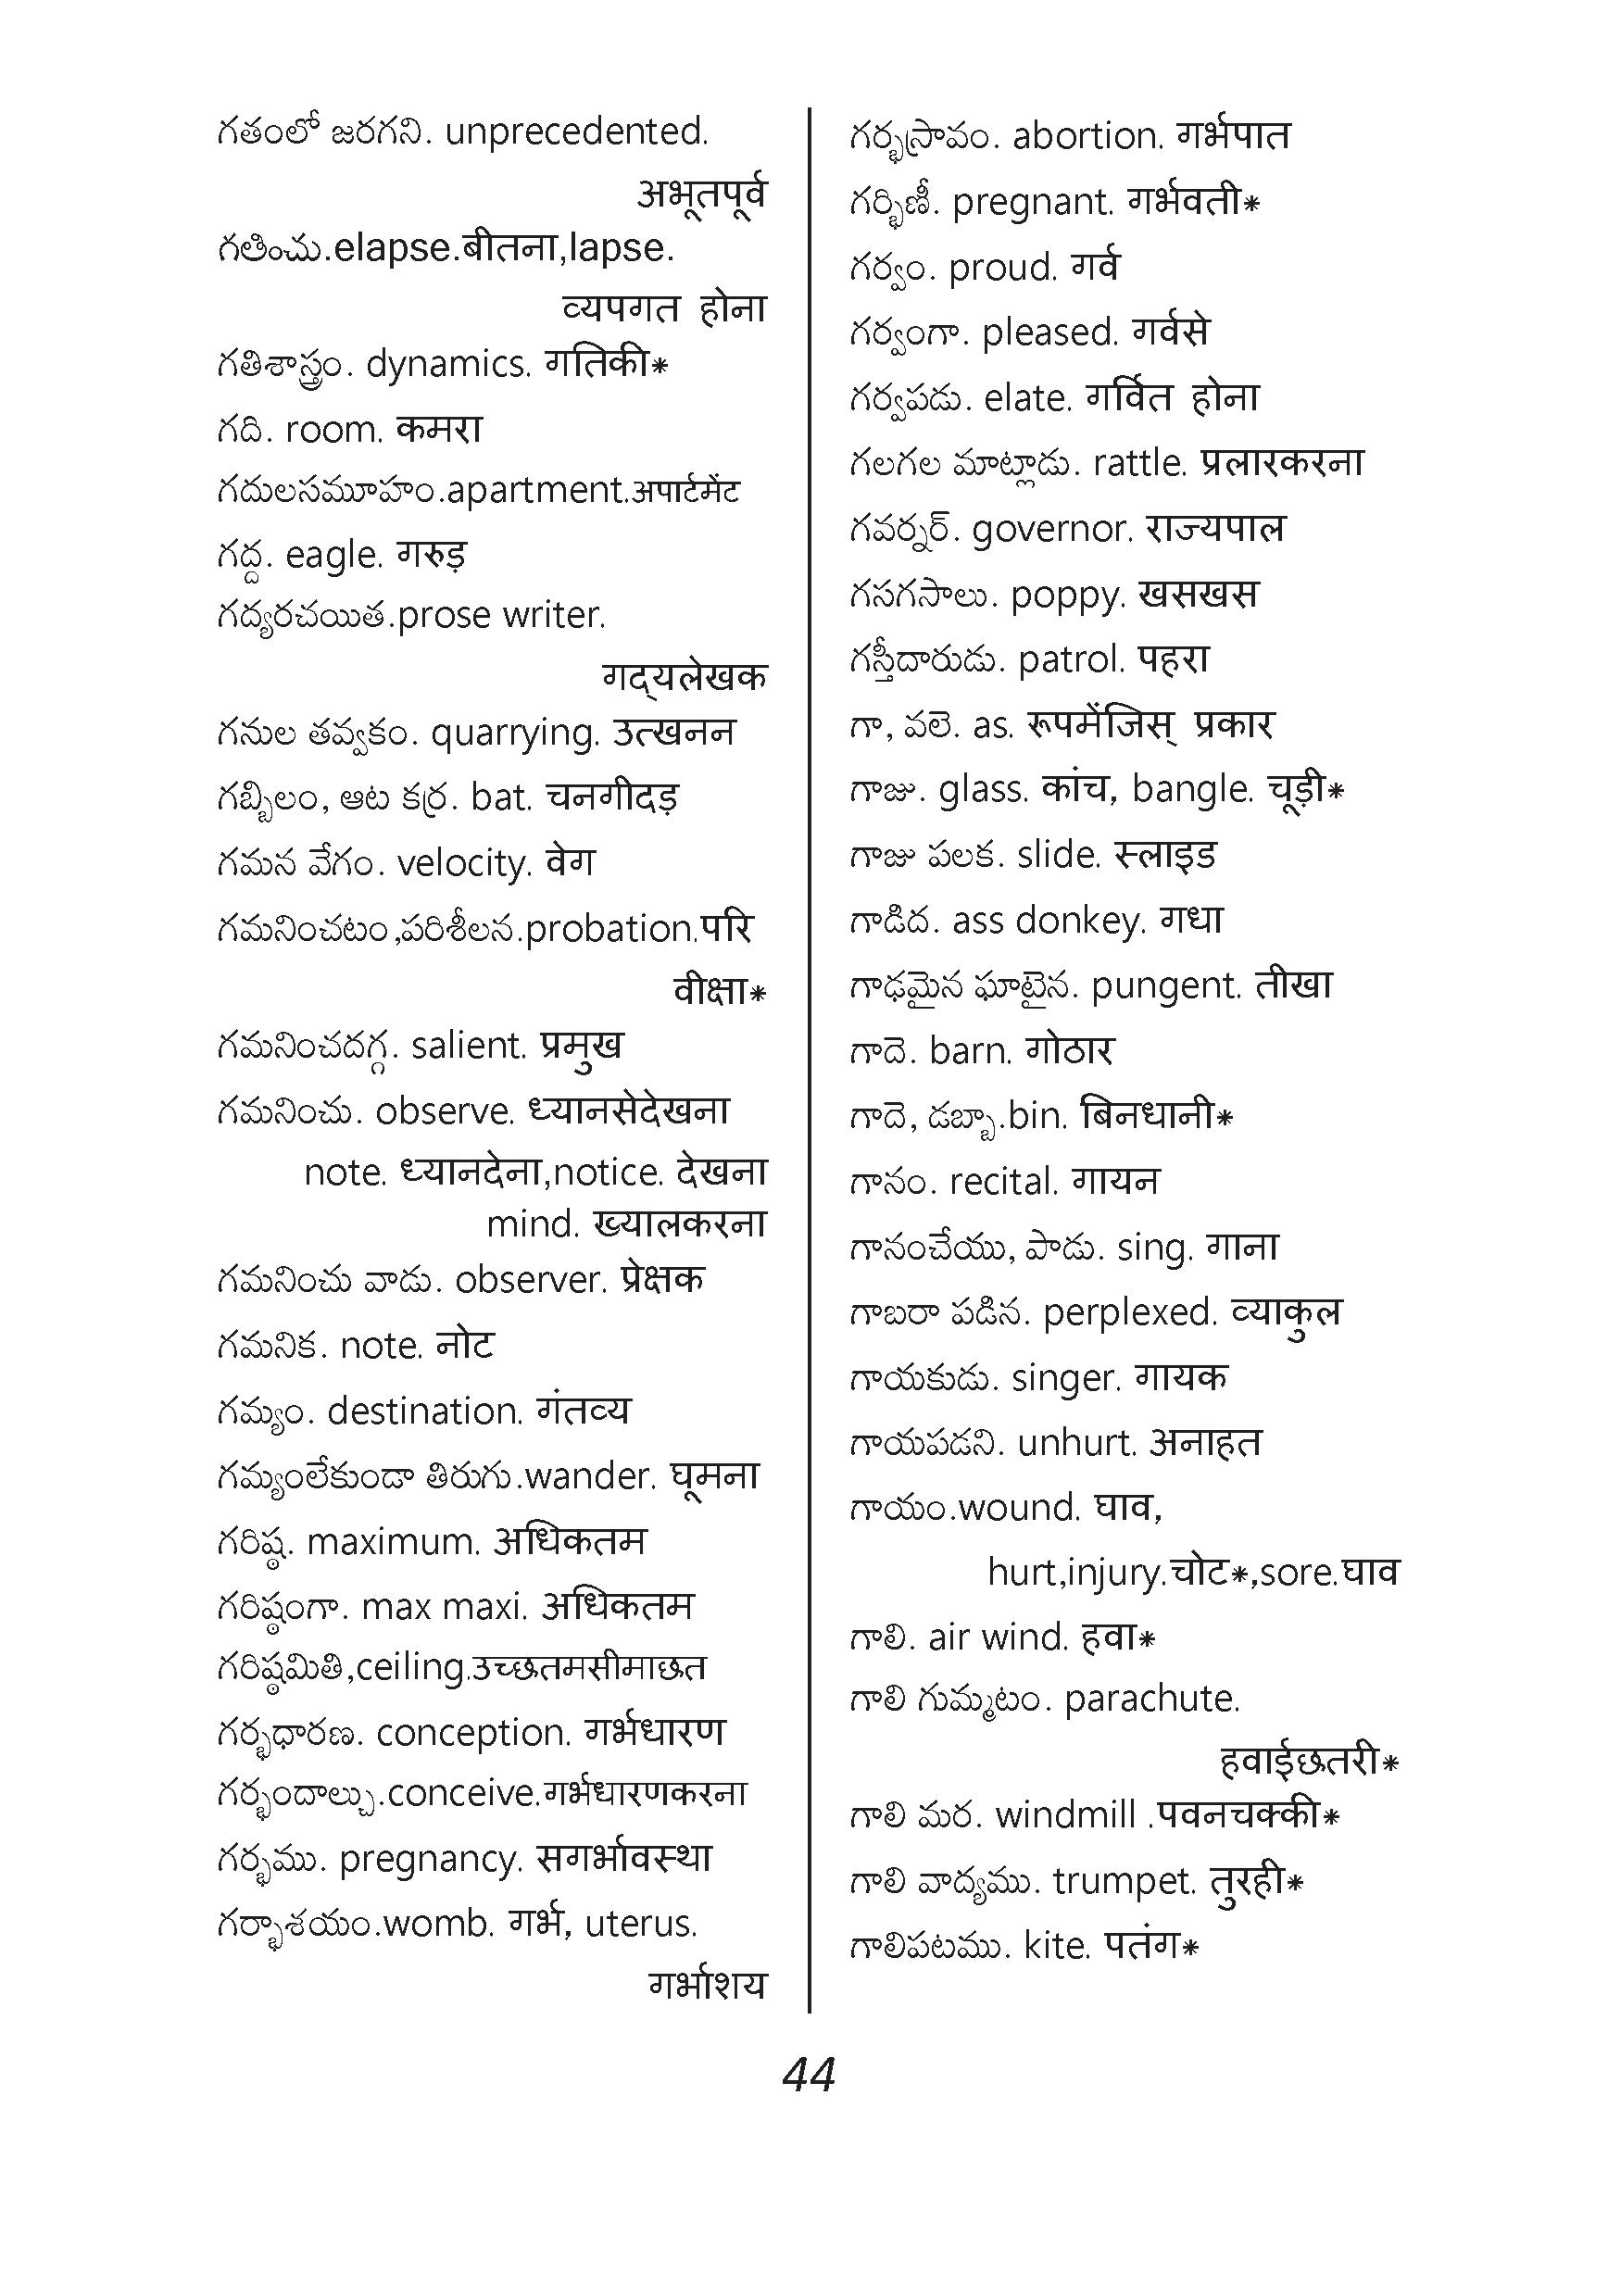 గతంలో జరగని. unprecedented.
अभूतपूर्व
గతించు.elapse.बीतना,lapse.
व्यपगत होना
గతిశాస్త్రం. dynamics. गतिकी*
గది. room. कमरा
గదులసమూహం.apartment.अपार्टमेंट
గద్ద. eagle. गरुड़
గద్యరచయిత.prose writer.
गद्‌यलेखक
గనుల తవ్వకం. quarrying. उत्खनन
గబ్బిలం, ఆట కర్ర. bat. चनगीदड़
గమన వేగం. velocity. वेग
గమనించటం,పరిశీలన.probation.परि
वीक्षा*
గమనించదగ్గ. salient. प्रमुख
గమనించు. observe. ध्यानसेदेखना
note. ध्यानदेना,notice. देखना
mind. ख्यालकरना
గమనించు వాడు. observer. प्रेक्षक
గమనిక. note. नोट
గమ్యం. destination. गंतव्य
గమ్యంలేకుండా తిరుగు.wander. घूमना
గరిష్ఠ. maximum. अधिकतम
గరిష్ఠంగా. max maxi. अधिकतम
గరిష్ఠమితి,ceiling.उच्छतमसीमाछत
గర్భధారణ. conception. गर्भधारण
గర్భందాల్చు.conceive.गर्भधारणकरना
గర్భము. pregnancy. सगर्भावस्था
గర్భాశయం.womb. गर्भ, uterus.
गर्भाशय
గర్భస్రావం. abortion. गर्भपात
గర్భిణీ. pregnant. गर्भवती*
గర్వం. proud. गर्व
గర్వంగా. pleased. गर्वसे
గర్వపడు. elate. गर्वित होना
గలగల మాట్లాడు. rattle. प्रलारकरना
గవర్నర్. governor. राज्यपाल
గసగసాలు. poppy. खसखस
గస్తీదారుడు. patrol. पहरा
గా, వలె. as. रूपमेंजिस् प्रकार
గాజు. glass. कांच, bangle. चूड़ी*
గాజు పలక. slide. स्लाइड
గాడిద. ass donkey. गधा
గాఢమైన ఘాటైన. pungent. तीखा
గాదె. barn. गोठार
గాదె, డబ్బా.bin. बिनधानी*
గానం. recital. गायन
గానంచేయు, పాడు. sing. गाना
గాబరా పడిన. perplexed. व्याकुल
గాయకుడు. singer. गायक
గాయపడని. unhurt. अनाहत
గాయం.wound. घाव,
hurt,injury.चोट*,sore.घाव
గాలి. air wind. हवा*
గాలి గుమ్మటం. parachute.
हवाईछतरी*
గాలి మర. windmill .पवनचक्की*
గాలి వాద్యము. trumpet. तुरही*
గాలిపటము. kite. पतंग*
44